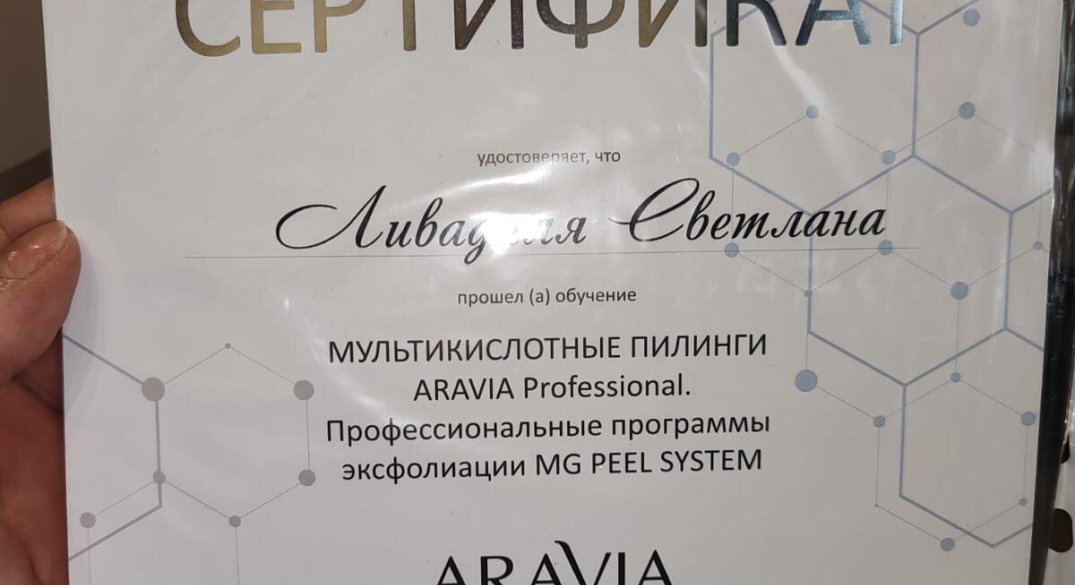 СЕРТИФИКАТ
удостоверяет, что
Светлана
прошел (а) обучение
МУЛЬТИКИСЛОТНЫЕ ПИЛИНГИ
ARAVIA Professional.
Профессиональные программы
эксфолиации MG PEEL SYSTEM
ARAVIA